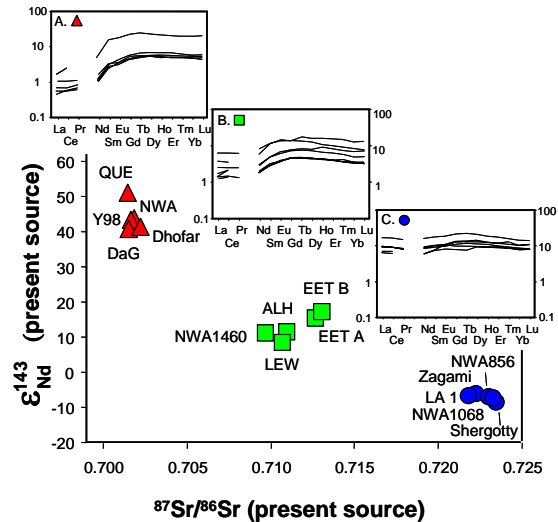 A.
100
10
1
0.1
La Pr Nd Eu Tb Ho Tm Lu
Ce Sm Gd Dy Er Yb
B.
100
10
1
0.1
La Pr Nd Eu Tb Ho Tm Lu
Ce Sm Gd Dy Er Yb
C.
100
10
1
0.1
La Pr Nd Eu Tb Ho Tm Lu
Ce Sm Gd Dy Er Yb
60
50
40
30
20
10
0
-10
-20
ε143Nd (present source)
QUE
NWA
Y98
Dhofar
DaG
EET B
ALH
NWA1460
EET A
LEW
NWA856
Zagami
LA 1
NWA1068
Shergotty
0.700 0.705 0.710 0.715 0.720 0.725
87Sr/86Sr (present source)